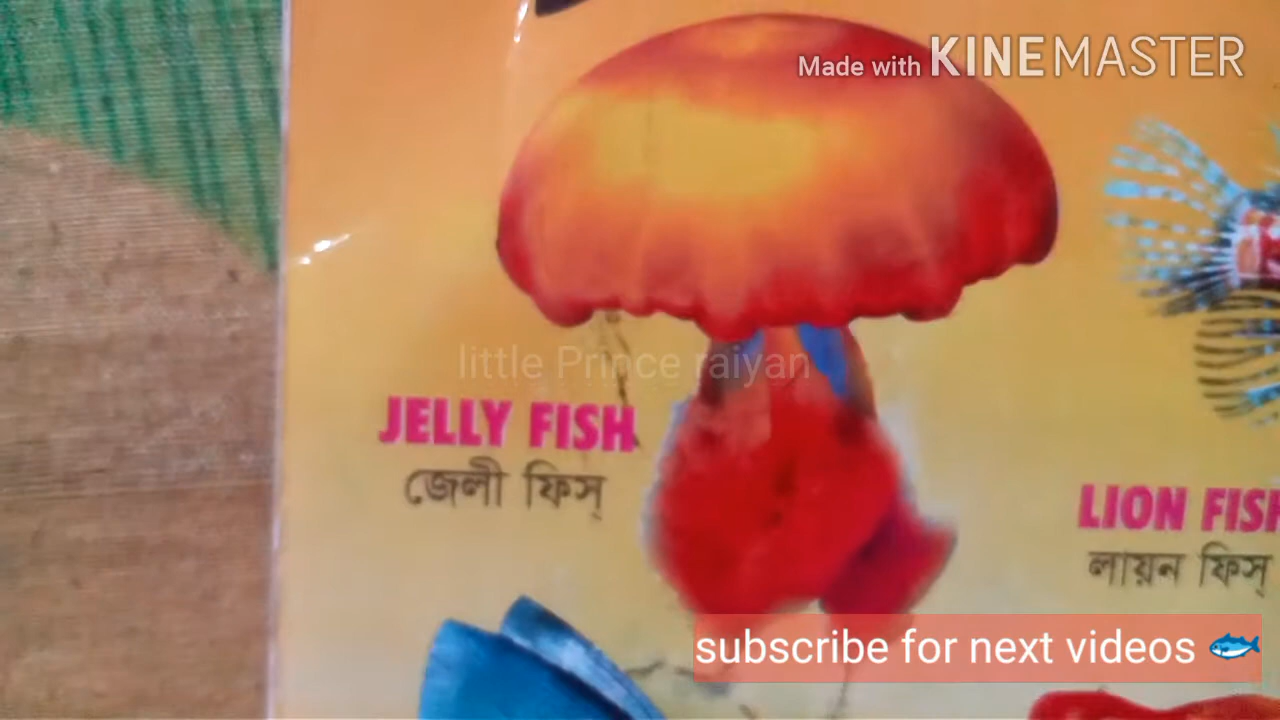 Made with KINEMASTER
little Prince raiyan
JELLY FISH
জেলী ফিস্
LION FISH
লায়ন ফিস্
subscribe for next videos 🐟